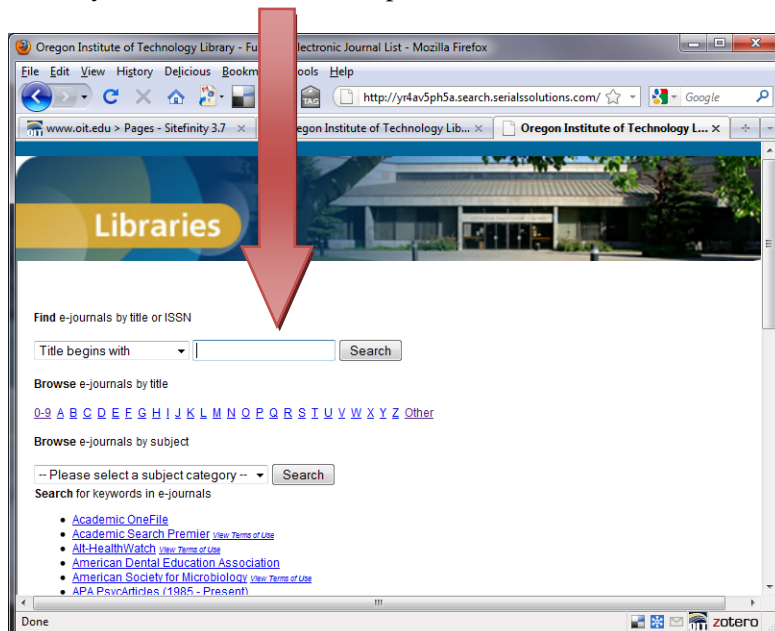 Oregon Institute of Technology Library - Fu lectronic Journal List - Mozilla Firefox
File Edit View History Delicious Bookm ools Help
TAG http://yr4av5ph5a.search.serialssolutions.com/ Google
www.oit.edu > Pages - Sitefinity 3.7 egon Institute of Technology Lib... Oregon Institute of Technology L...
Libraries
Find e-journals by title or ISSN
Title begins with Search
Browse e-journals by title
0-9 A B C D E F G H I J K L M N O P Q R S T U V W X Y Z Other
Browse e-journals by subject
-- Please select a subject category -- Search
Search for keywords in e-journals
• Academic OneFile
• Academic Search Premier View Terms of Use
• Alt-HealthWatch View Terms of Use
• American Dental Education Association
• American Society for Microbiology View Terms of Use
• APA PsycArticles (1985 - Present)
Done zotero